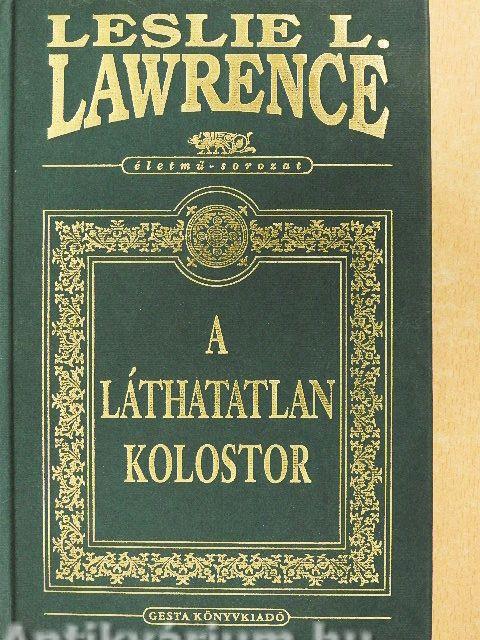 LESLIE L.
LAWRENCE
életmű-sorozat
A
LÁTHATATLAN
KOLOSTOR
GESTA KÖNYVKIADÓ